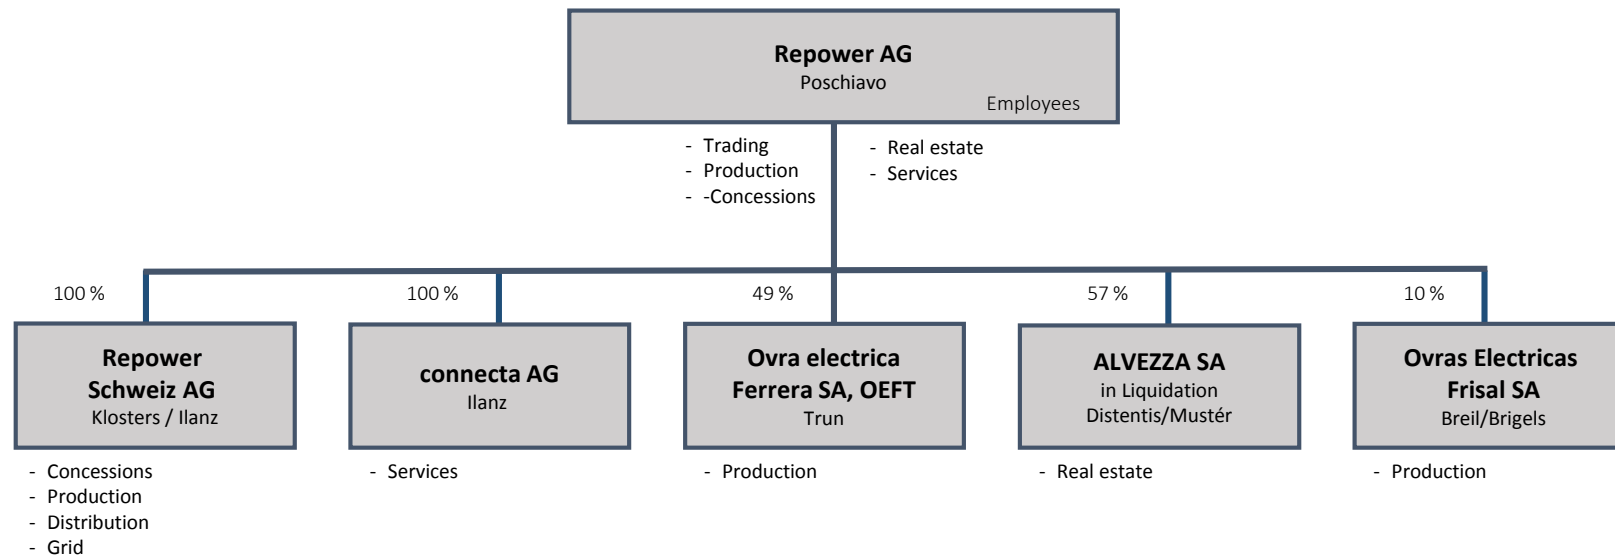 Repower AG
Poschiavo
Employees
- Trading
- Production
- -Concessions
- Real estate
- Services
100 %
100 %
49 %
57 %
10 %
Repower
Schweiz AG
Klosters / Ilanz
connecta AG
Ilanz
Ovra electrica
Ferrera SA, OEFT
Trun
ALVEZZA SA
in Liquidation
Distentis/Mustér
Ovras Electricas
Frisal SA
Breil/Brigels
- Concessions
- Production
- Distribution
- Grid
- Services
- Production
- Real estate
- Production